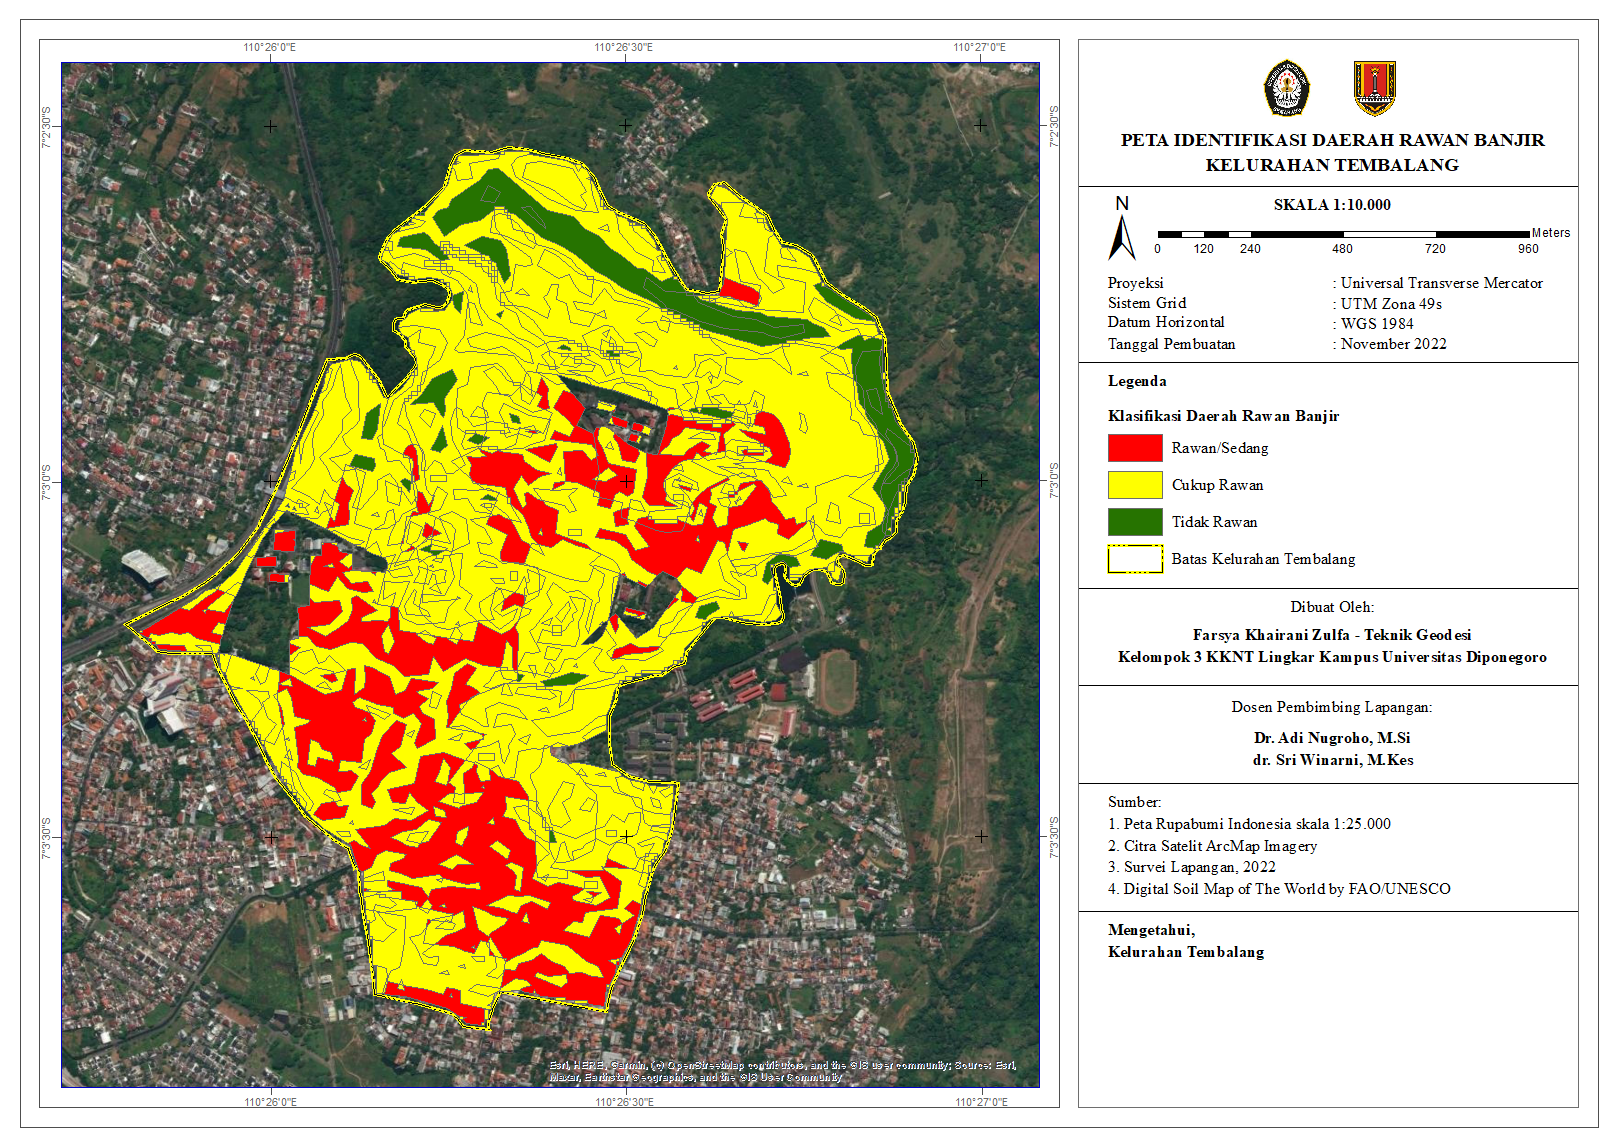 110°26'0"E 110°26'30"E 110°27'0"E
7°2'30"S 7°2'30"S
7°3'0"S 7°3'0"S
7°3'30"S 7°3'30"S
110°26'0"E 110°26'30"E 110°27'0"E
Esri, HERE, Garmin, (c) OpenStreetMap contributors, and the GIS user community; Source: Esri,
Maxar, Earthstar Geographics, and the GIS User Community
PETA IDENTIFIKASI DAERAH RAWAN BANJIR
KELURAHAN TEMBALANG
N
SKALA 1:10.000
Meters
0 120 240 480 720 960
Proyeksi : Universal Transverse Mercator
Sistem Grid : UTM Zona 49s
Datum Horizontal : WGS 1984
Tanggal Pembuatan : November 2022
Legenda
Klasifikasi Daerah Rawan Banjir
Rawan/Sedang
Cukup Rawan
Tidak Rawan
Batas Kelurahan Tembalang
Dibuat Oleh:
Farsya Khairani Zulfa - Teknik Geodesi
Kelompok 3 KKNT Lingkar Kampus Universitas Diponegoro
Dosen Pembimbing Lapangan:
Dr. Adi Nugroho, M.Si
dr. Sri Winarni, M.Kes
Sumber:
1. Peta Rupabumi Indonesia skala 1:25.000
2. Citra Satelit ArcMap Imagery
3. Survei Lapangan, 2022
4. Digital Soil Map of The World by FAO/UNESCO
Mengetahui,
Kelurahan Tembalang